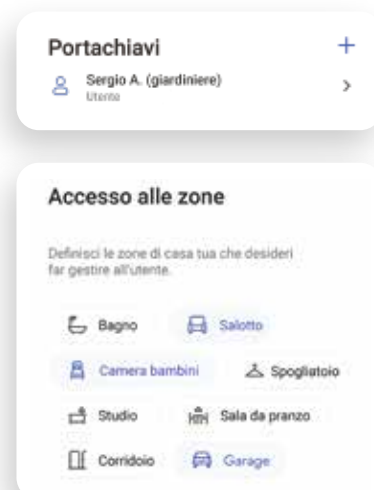 Portachiavi
Sergio A. (giardiniere)
Utente
Accesso alle zone
Definisci le zone di casa tua che desideri
far gestire all'utente.
Bagno Salotto
Camera bambini Spogliatoio
Studio Sala da pranzo
Corridoio Garage